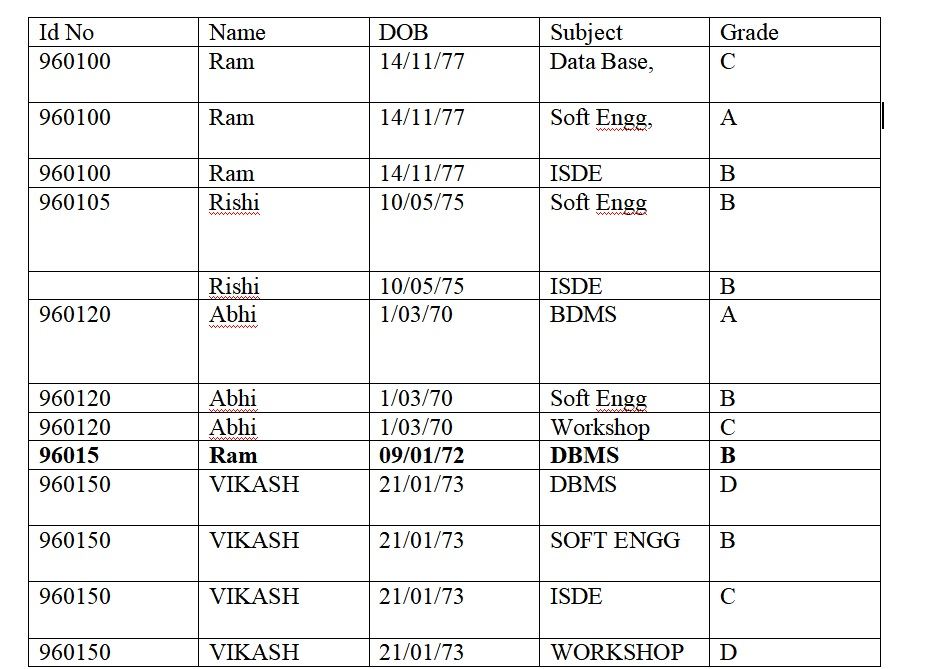 Id No Name DOB Subject Grade
960100 Ram 14/11/77 Data Base, C
960100 Ram 14/11/77 Soft Engg, A
960100 Ram 14/11/77 ISDE B
960105 Rishi 10/05/75 Soft Engg B
Rishi 10/05/75 ISDE B
960120 Abhi 1/03/70 BDMS A
960120 Abhi 1/03/70 Soft Engg B
960120 Abhi 1/03/70 Workshop C
96015 Ram 09/01/72 DBMS B
960150 VIKASH 21/01/73 DBMS D
960150 VIKASH 21/01/73 SOFT ENGG B
960150 VIKASH 21/01/73 ISDE C
960150 VIKASH 21/01/73 WORKSHOP D